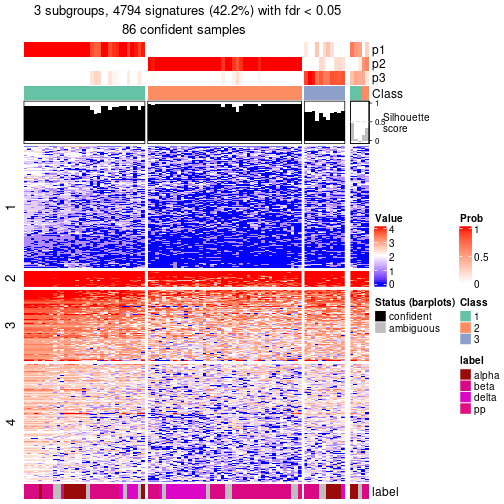 3 subgroups, 4794 signatures (42.2%) with fdr < 0.05
86 confident samples
p1
p2
p3
Class
1
0.5
0
Silhouette
score
1
2
3
4
label
Value
4
3
2
1
0
Prob
1
0.5
0
Status (barplots)
confident
ambiguous
Class
1
2
3
label
alpha
beta
delta
pp